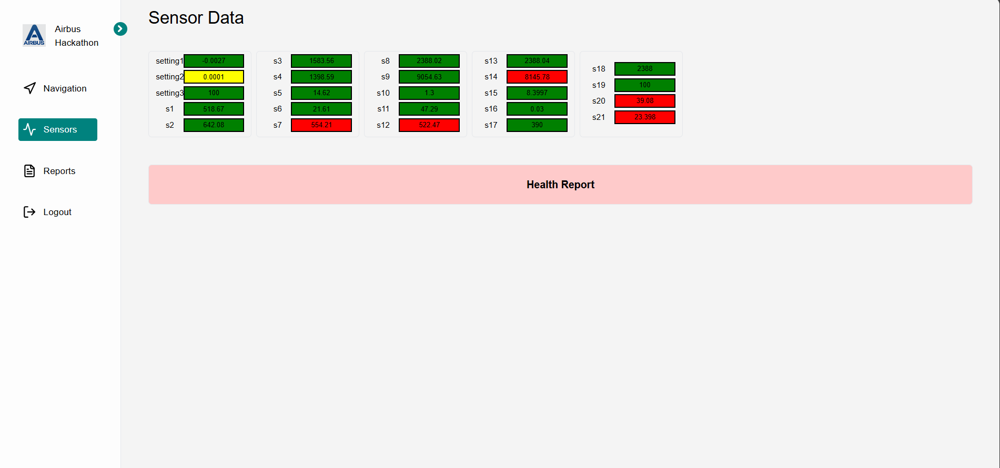 AIRBUS
Airbus
Hackathon
Navigation
Sensors
Reports
Logout
Sensor Data
setting1 -0.0027
setting2 0.0001
setting3 100
s1 518.67
s2 642.08
s3 1583.56
s4 1398.59
s5 14.62
s6 21.61
s7 554.21
s8 2388.02
s9 9054.63
s10 1.3
s11 47.29
s12 522.47
s13 2388.04
s14 8145.78
s15 8.3997
s16 0.03
s17 390
s18 2388
s19 100
s20 39.08
s21 23.398
Health Report